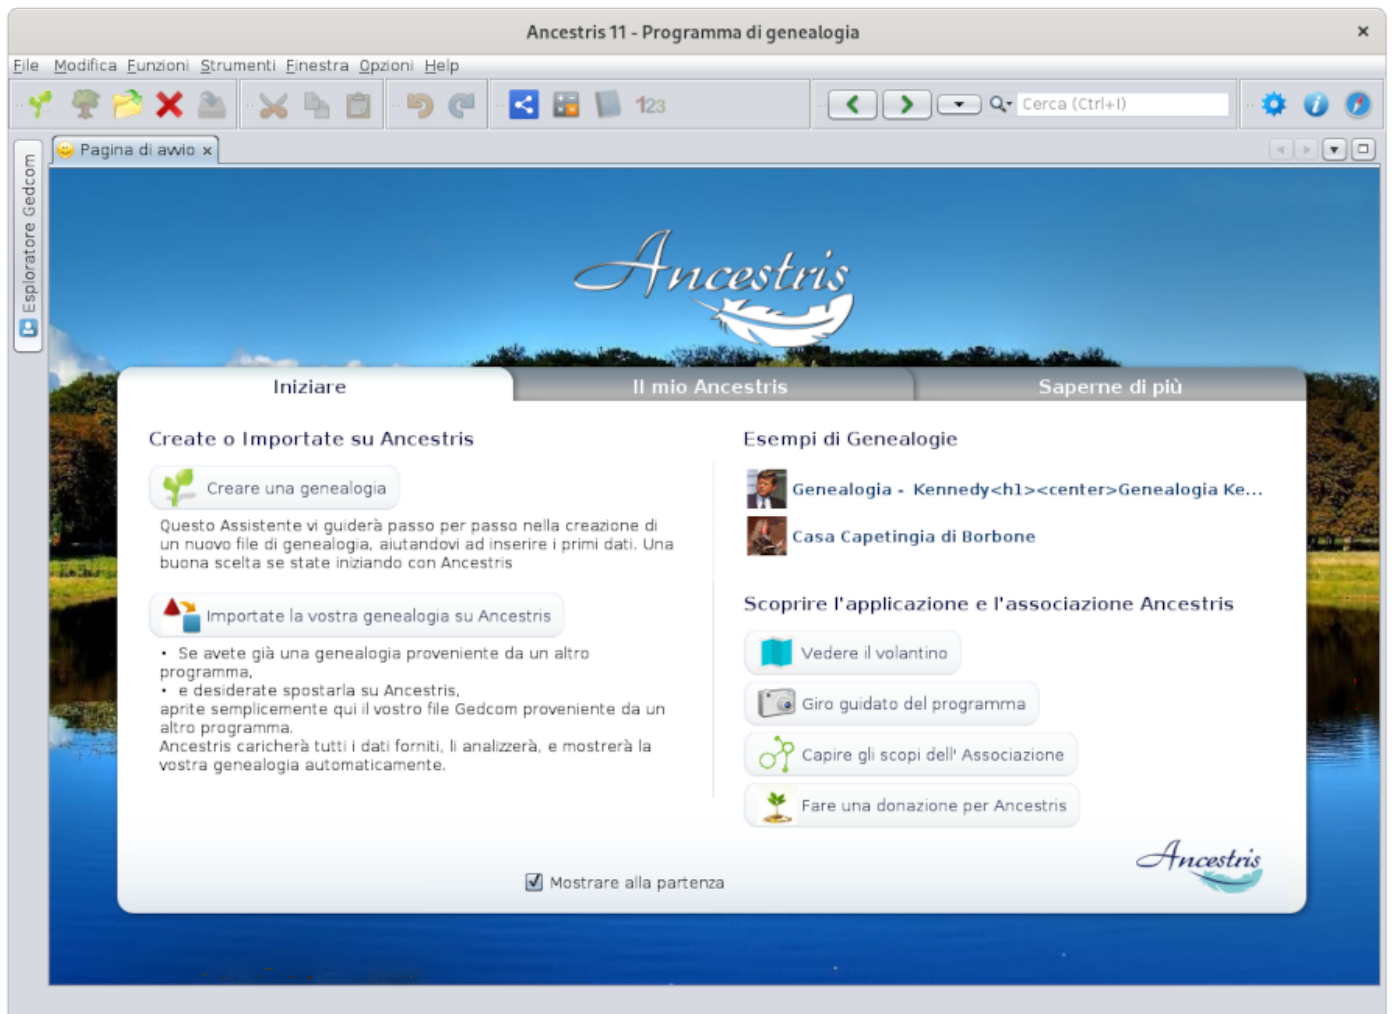 Ancestris 11 - Programma di genealogia
File Modifica Funzioni Strumenti Finestra Opzioni Help
123
Cerca (Ctrl+I)
Pagina di avvio
Esploratore Gedcom
Ancestris
Iniziare
Il mio Ancestris
Saperne di più
Create o Importate su Ancestris
Creare una genealogia
Questo Assistente vi guiderà passo per passo nella creazione di
un nuovo file di genealogia, aiutandovi ad inserire i primi dati. Una
buona scelta se state iniziando con Ancestris
Importate la vostra genealogia su Ancestris
• Se avete già una genealogia proveniente da un altro
programma,
• e desiderate spostarla su Ancestris,
aprite semplicemente qui il vostro file Gedcom proveniente da un
altro programma.
Ancestris caricherà tutti i dati forniti, li analizzerà, e mostrerà la
vostra genealogia automaticamente.
Esempi di Genealogie
Genealogia - Kennedy<h1><center>Genealogia Ke...
Casa Capetingia di Borbone
Scoprire l'applicazione e l'associazione Ancestris
Vedere il volantino
Giro guidato del programma
Capire gli scopi dell' Associazione
Fare una donazione per Ancestris
Ancestris
Mostrare alla partenza